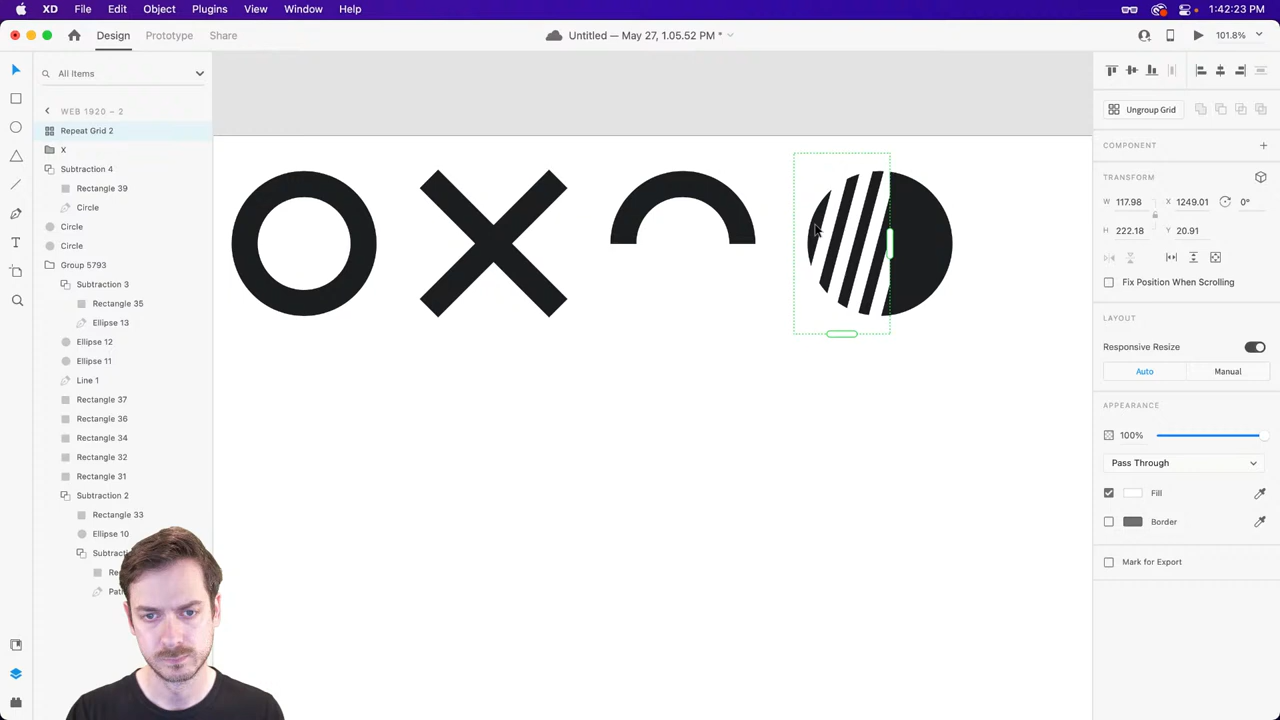 XD File Edit Object Plugins View Window Help 1:42:23 PM
Design Prototype Share Untitled — May 27, 1.05.52 PM * 101.8%
All Items
WEB 1920 – 2
Repeat Grid 2
X
Subtraction 4
Rectangle 39
Circle
Circle
Circle
Group 5793
Subtraction 3
Rectangle 35
Ellipse 13
Ellipse 12
Ellipse 11
Line 1
Rectangle 37
Rectangle 36
Rectangle 34
Rectangle 32
Rectangle 31
Subtraction 2
Rectangle 33
Ellipse 10
Subtracti
Re
Pat
Ungroup Grid
COMPONENT
TRANSFORM
W 117.98 X 1249.01 0°
H 222.18 Y 20.91
Fix Position When Scrolling
LAYOUT
Responsive Resize
Auto Manual
APPEARANCE
100%
Pass Through
Fill
Border
Mark for Export